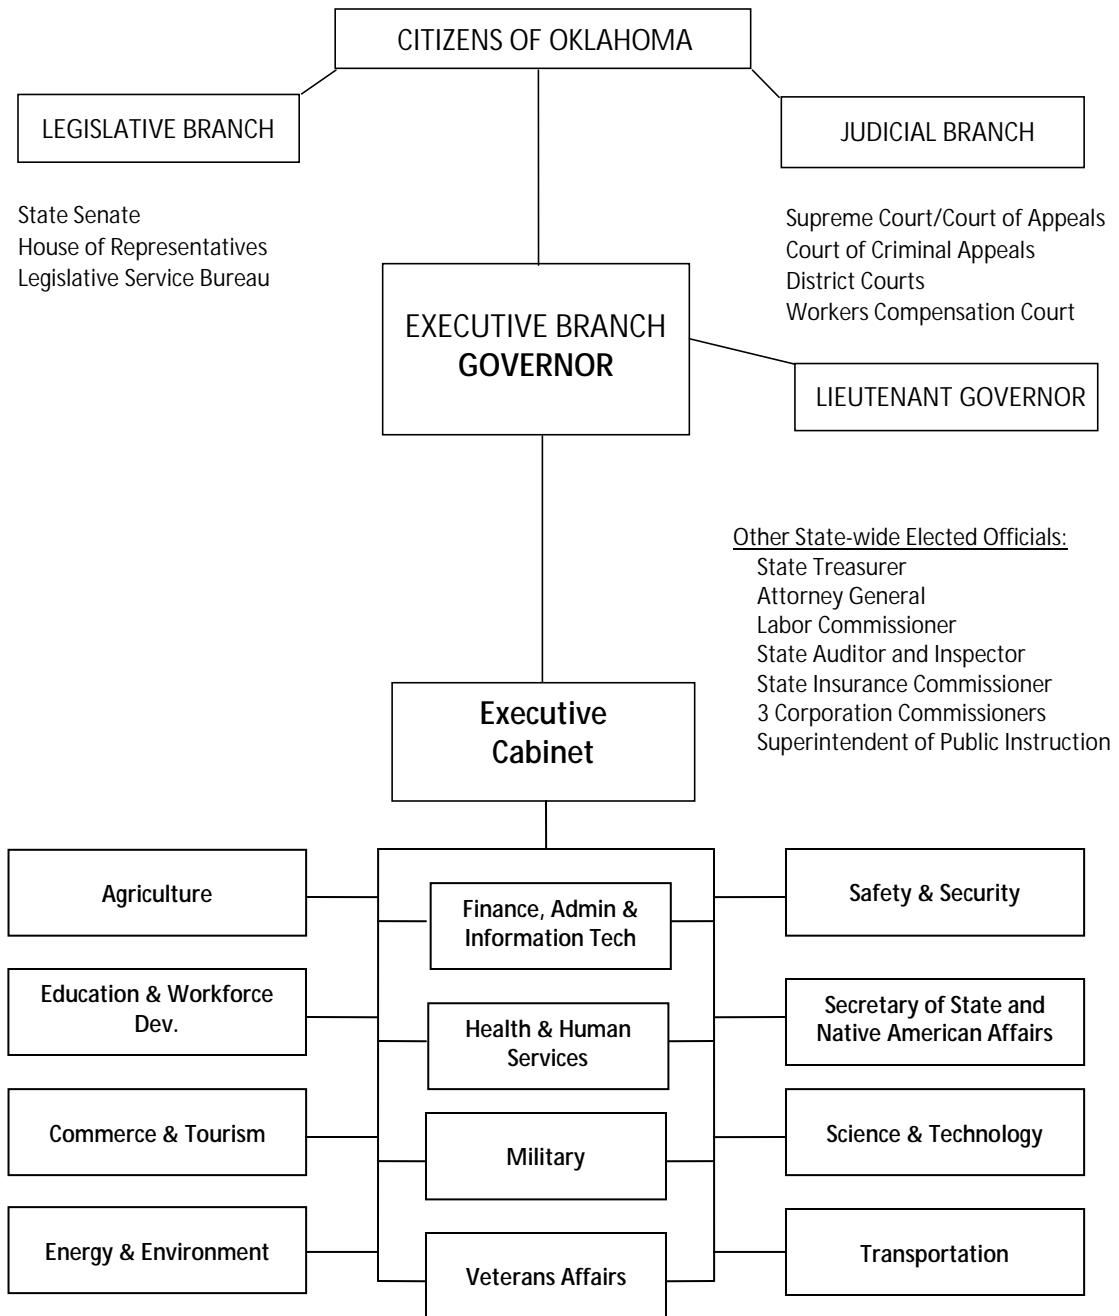 CITIZENS OF OKLAHOMA
LEGISLATIVE BRANCH
JUDICIAL BRANCH
State Senate
House of Representatives
Legislative Service Bureau
Supreme Court/Court of Appeals
Court of Criminal Appeals
District Courts
Workers Compensation Court
EXECUTIVE BRANCH
GOVERNOR
LIEUTENANT GOVERNOR
Other State-wide Elected Officials:
State Treasurer
Attorney General
Labor Commissioner
State Auditor and Inspector
State Insurance Commissioner
3 Corporation Commissioners
Superintendent of Public Instruction
Executive
Cabinet
Agriculture
Finance, Admin &
Information Tech
Safety & Security
Education & Workforce
Dev.
Health & Human
Services
Secretary of State and
Native American Affairs
Commerce & Tourism
Military
Science & Technology
Energy & Environment
Veterans Affairs
Transportation